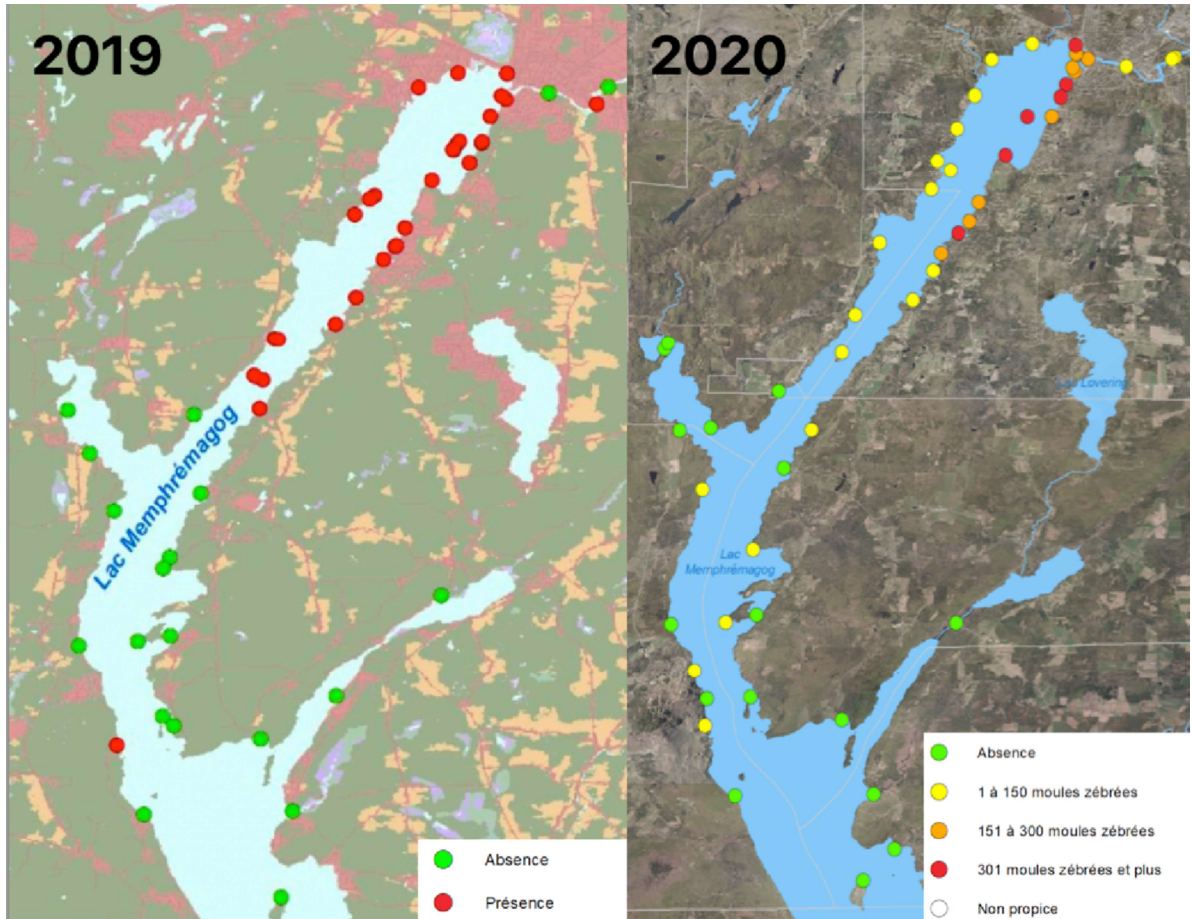 2019
2020
Lac Memphrémagog
Lac Lovering
Lac
Memphrémagog
Absence
Présence
Absence
1 à 150 moules zébrées
151 à 300 moules zébrées
301 moules zébrées et plus
Non propice